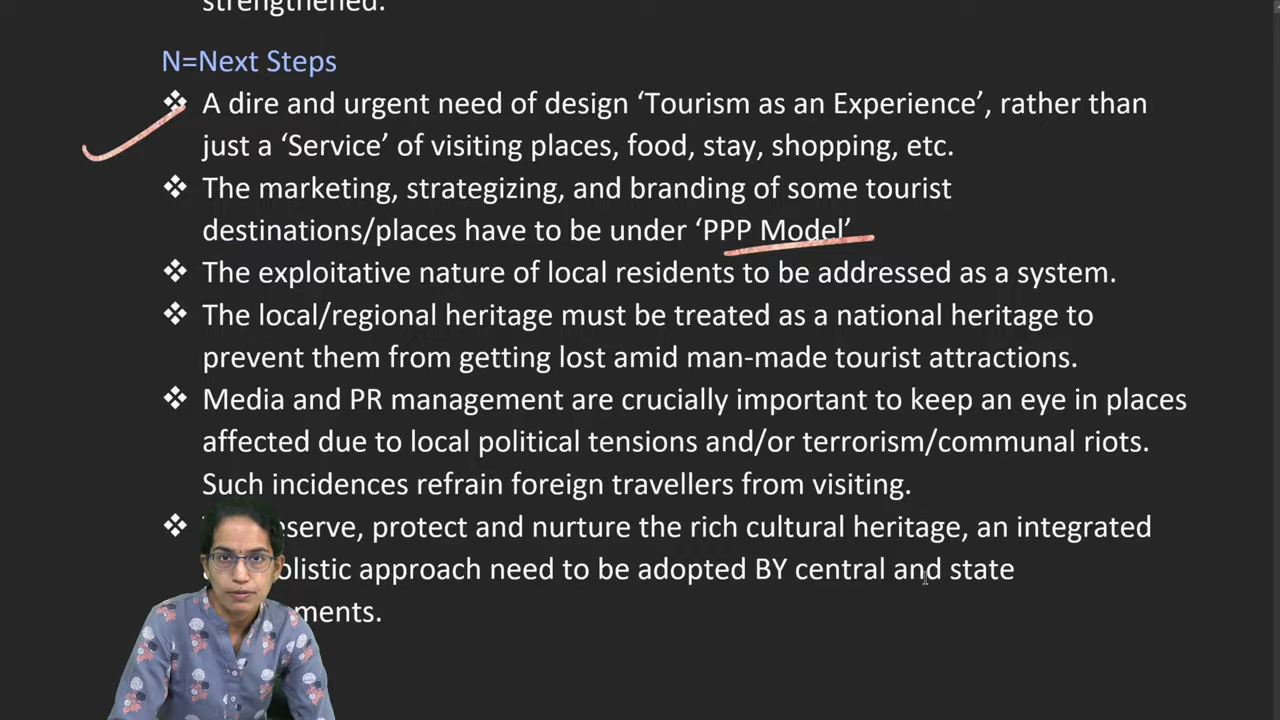 strengthened.
N=Next Steps
❖ A dire and urgent need of design ‘Tourism as an Experience’, rather than
just a ‘Service’ of visiting places, food, stay, shopping, etc.
❖ The marketing, strategizing, and branding of some tourist
destinations/places have to be under ‘PPP Model’
❖ The exploitative nature of local residents to be addressed as a system.
❖ The local/regional heritage must be treated as a national heritage to
prevent them from getting lost amid man-made tourist attractions.
❖ Media and PR management are crucially important to keep an eye in places
affected due to local political tensions and/or terrorism/communal riots.
Such incidences refrain foreign travellers from visiting.
❖ protect and nurture the rich cultural heritage, an integrated
approach need to be adopted BY central and state